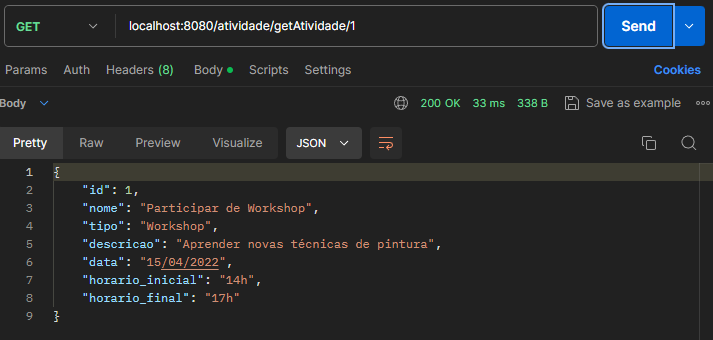 GET localhost:8080/atividade/getAtividade/1 Send
Params Auth Headers (8) Body Scripts Settings Cookies
Body 200 OK 33 ms 338 B Save as example
Pretty Raw Preview Visualize JSON
1 {
2 "id": 1,
3 "nome": "Participar de Workshop",
4 "tipo": "Workshop",
5 "descricao": "Aprender novas técnicas de pintura",
6 "data": "15/04/2022",
7 "horario_inicial": "14h",
8 "horario_final": "17h"
9 }